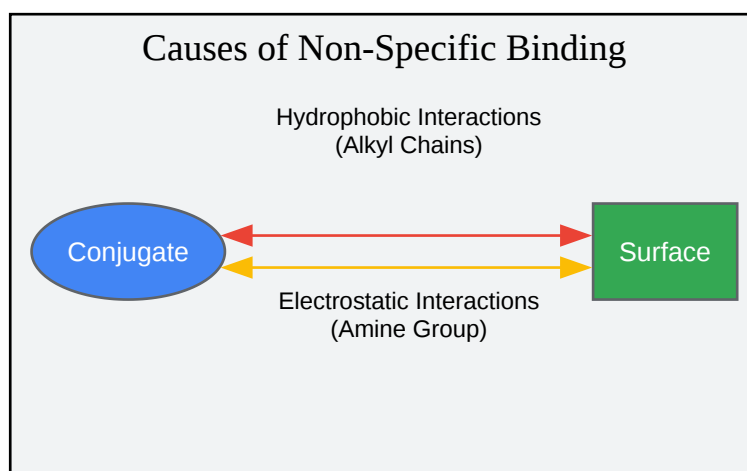 Causes of Non-Specific Binding
Hydrophobic Interactions
(Alkyl Chains)
Conjugate
Surface
Electrostatic Interactions
(Amine Group)